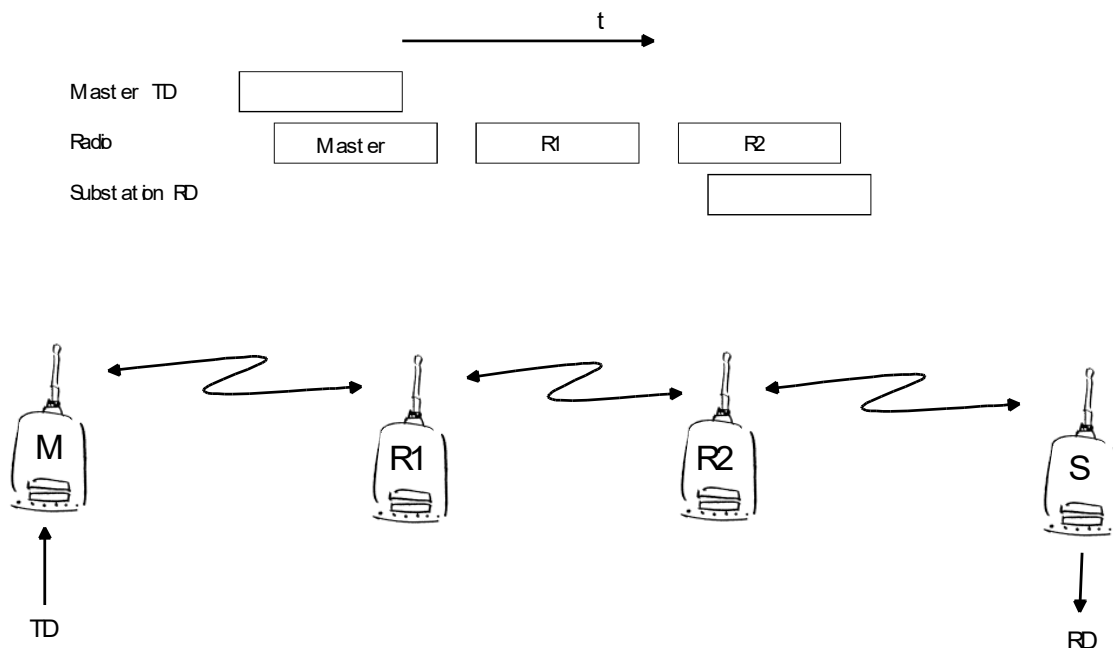 t
Master TD
Radio Master R1 R2
Substation RD
M R1 R2 S
TD RD